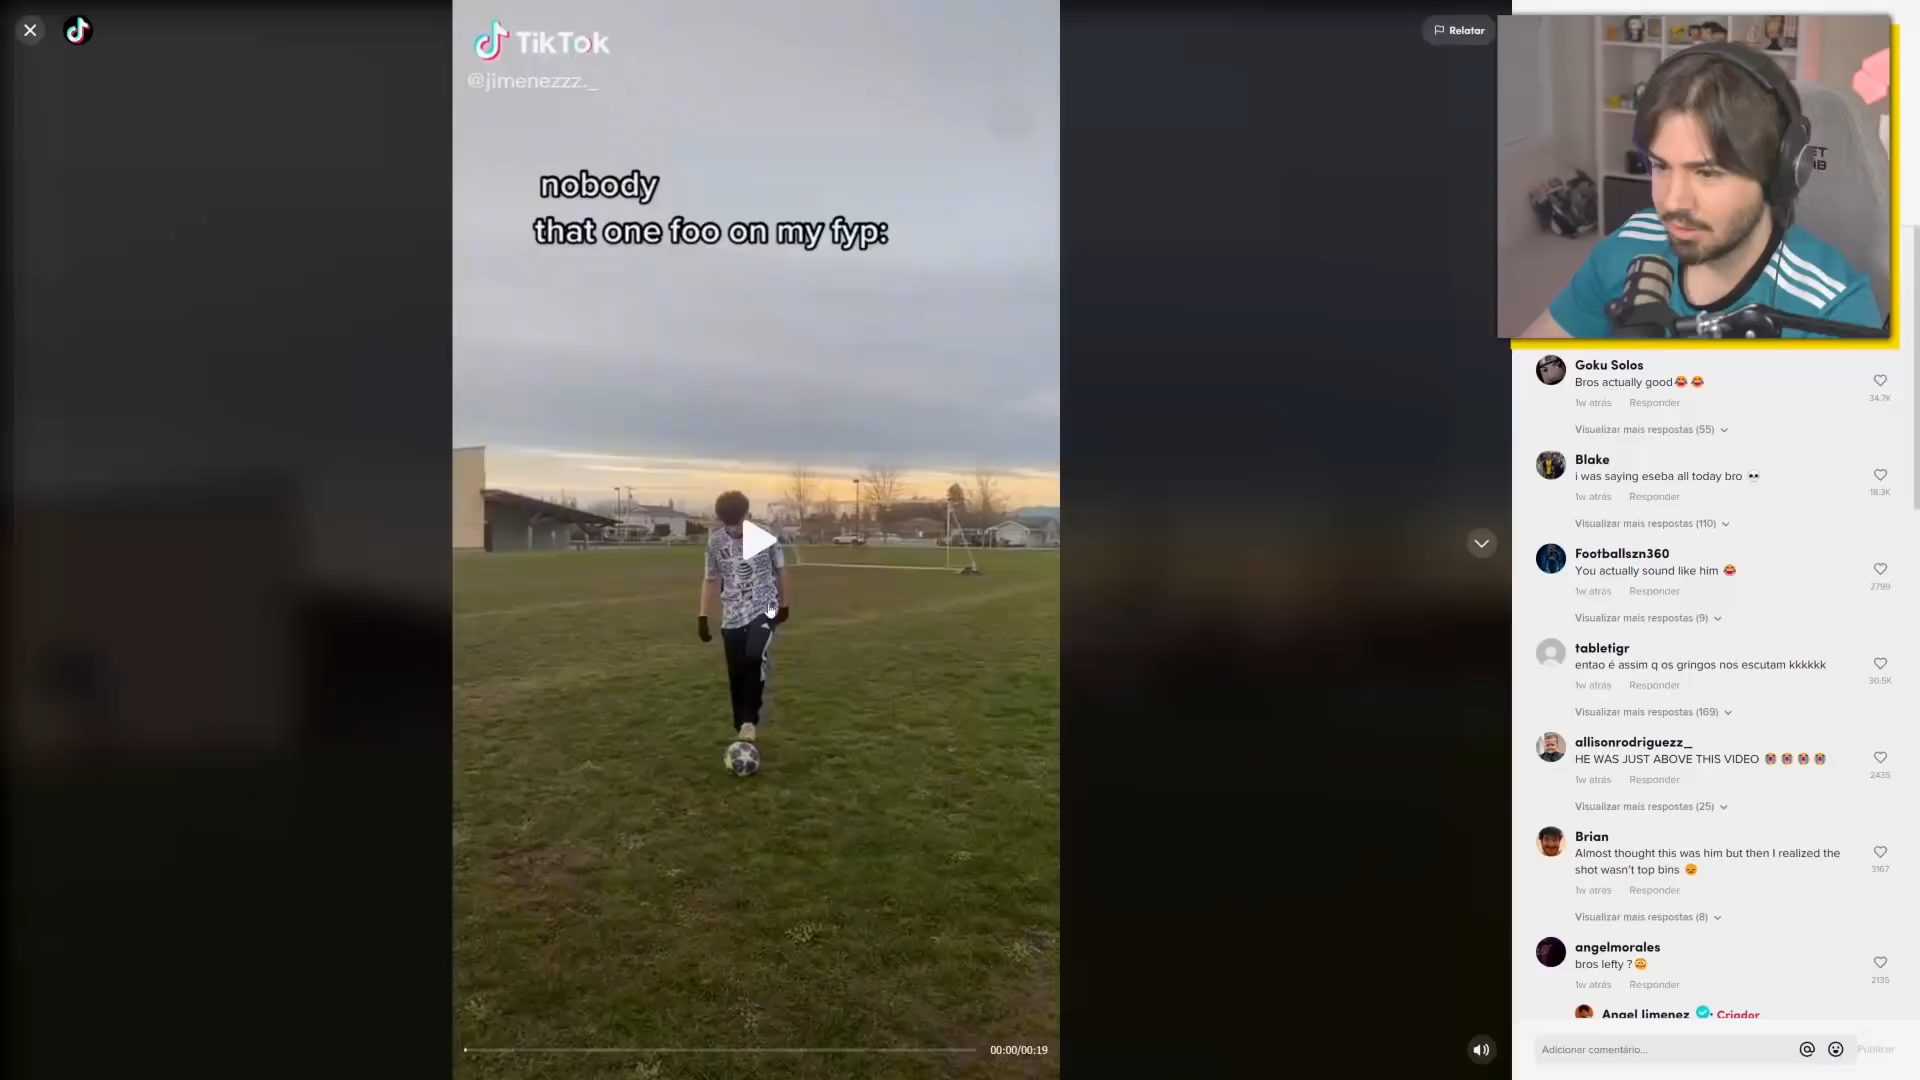 TikTok
@jimenezzz._
Relatar
nobody
that one foo on my fyp:
00:00/00:19
Goku Solos
Bros actually good😂😂
1w atrás Responder
34.7K
Visualizar mais respostas (55)
Blake
i was saying eseba all today bro 💀
1w atrás Responder
18.3K
Visualizar mais respostas (110)
Footballszn360
You actually sound like him 😂
1w atrás Responder
2799
Visualizar mais respostas (9)
tabletigr
entao é assim q os gringos nos escutam kkkkkk
1w atrás Responder
30.5K
Visualizar mais respostas (169)
allisonrodriguezz_
HE WAS JUST ABOVE THIS VIDEO 😭😭😭😭
1w atrás Responder
2435
Visualizar mais respostas (25)
Brian
Almost thought this was him but then I realized the
shot wasn't top bins
1w atras Responder
3167
Visualizar mais respostas (8)
angelmorales
bros lefty ?
1w atrás Responder
2135
Angel Jimenez · Criador
Adicionar comentário...
Publicar